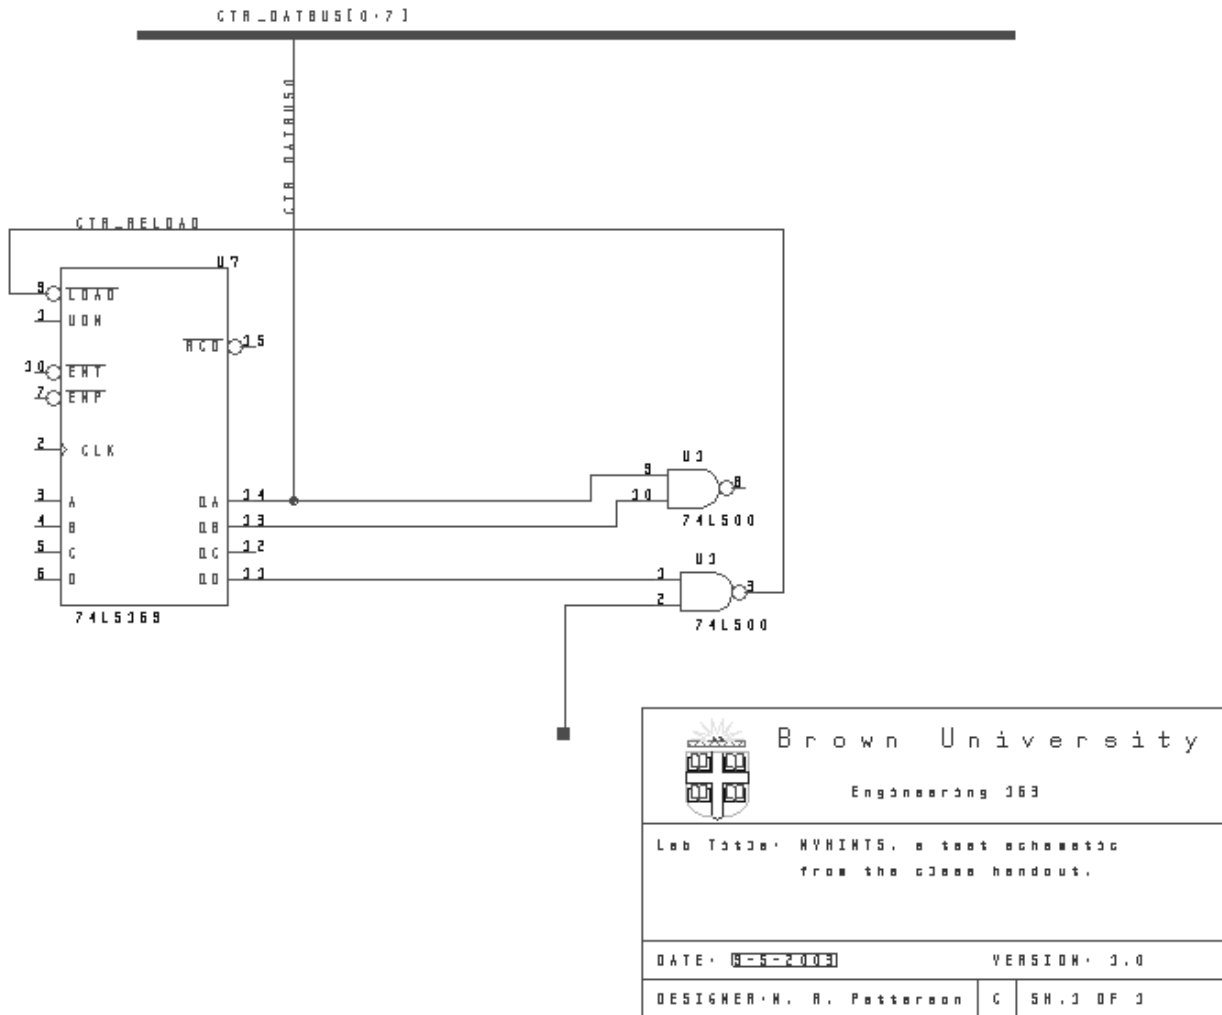 CTR_DATBUS[0:7]
CTR_DATBUS0
CTR_RELOAD
U7
9 LOAD
1 UDN
RCO 15
10 ENT
7 ENP
2 CLK
3 A QA 14
4 B QB 13
5 C QC 12
6 D QD 11
74LS169
U1
9
10
8
74LS00
U1
1
2
3
74LS00
Brown University
Engineering 163
Lab Title: MYHINTS, a test schematic
from the class handout.
DATE: 9-5-2003 VERSION: 1.0
DESIGNER: W. R. Patterson C SH.1 OF 1